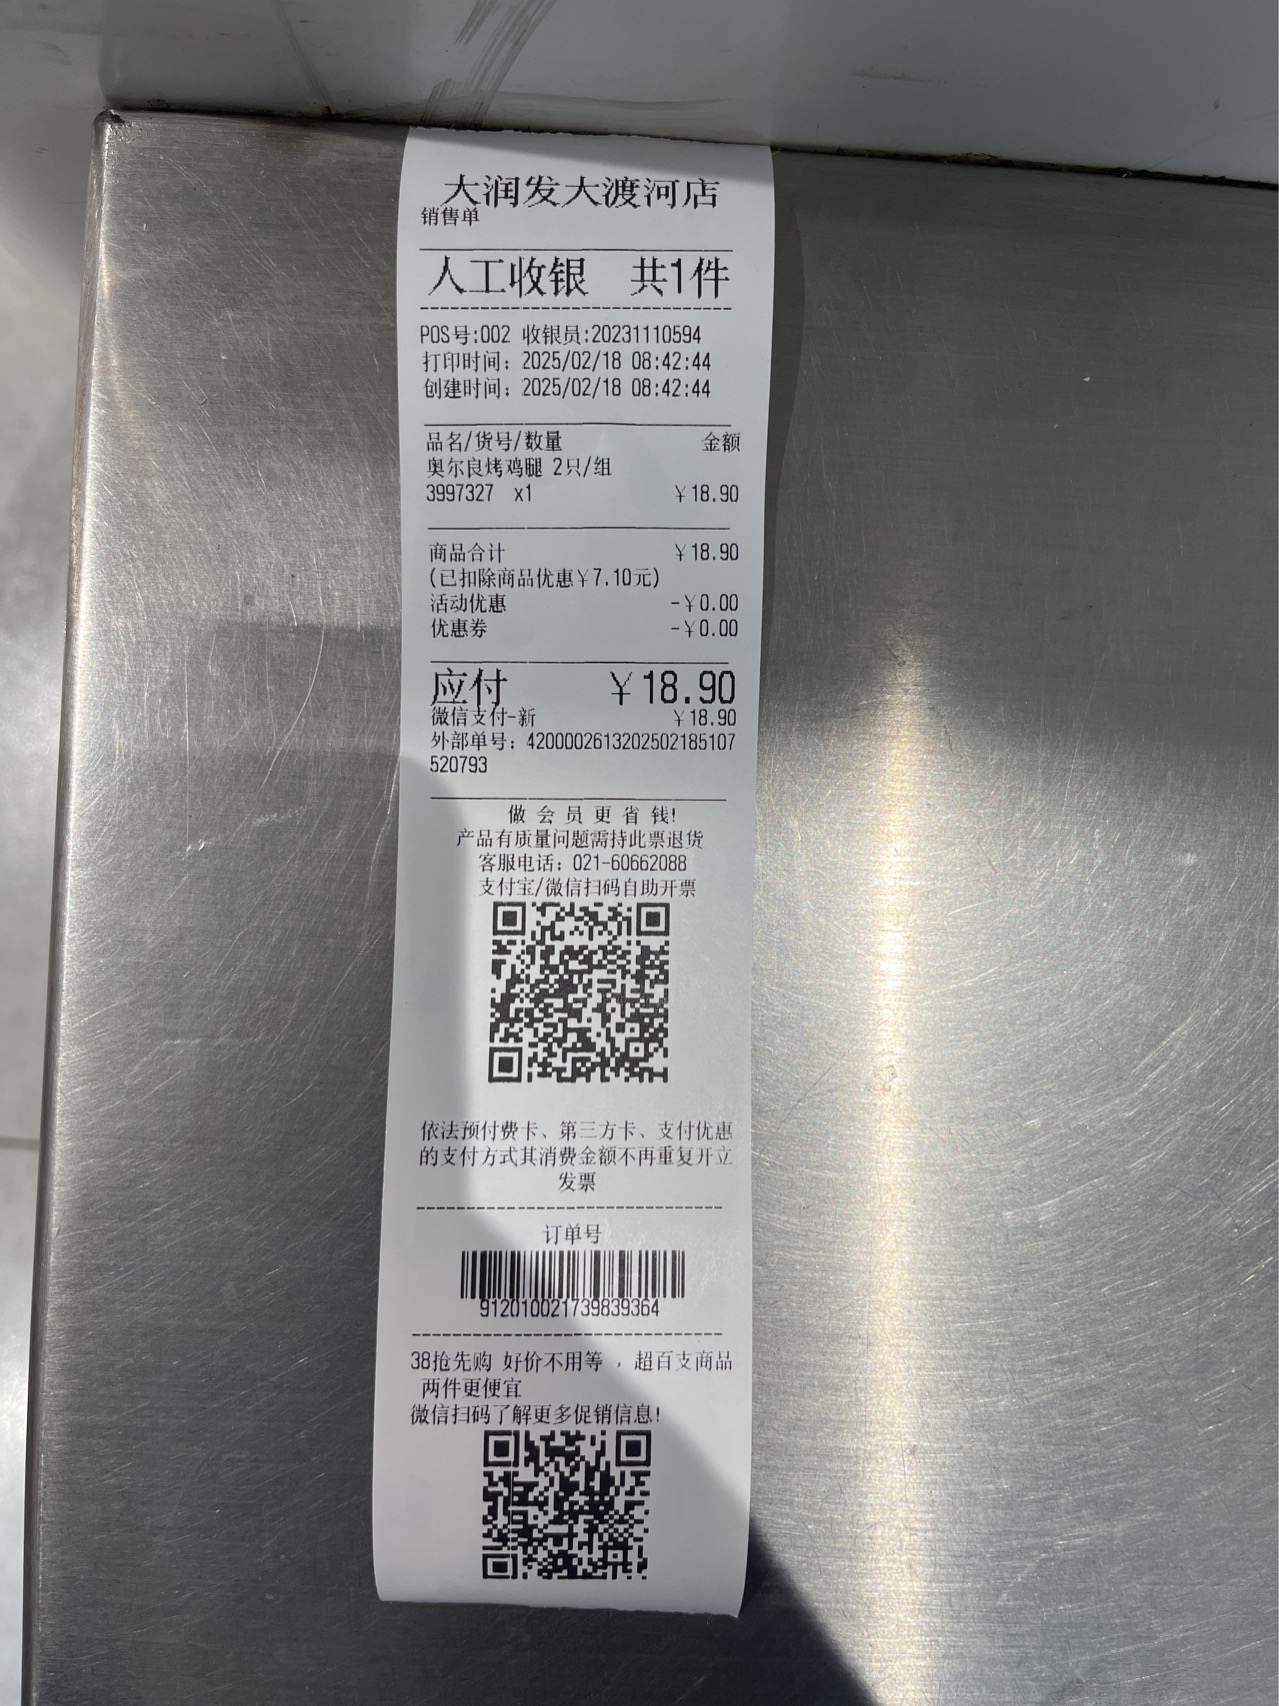 大润发大渡河店
销售单
人工收银 共1件
POS号:002 收银员:20231110594
打印时间: 2025/02/18 08:42:44
创建时间: 2025/02/18 08:42:44
品名/货号/数量 金额
奥尔良烤鸡腿 2只/组
3997327 x1 ￥18.90
商品合计 ￥18.90
(已扣除商品优惠￥7.10元)
活动优惠 -￥0.00
优惠券 -￥0.00
应付 ￥18.90
微信支付-新 ￥18.90
外部单号: 4200002613202502185107
520793
做会员更省钱!
产品有质量问题需持此票退货
客服电话: 021-60662088
支付宝/微信扫码自助开票
依法预付费卡、第三方卡、支付优惠
的支付方式其消费金额不再重复开立
发票
订单号
912010021739839364
38抢先购 好价不用等 ，超百支商品
两件更便宜
微信扫码了解更多促销信息!